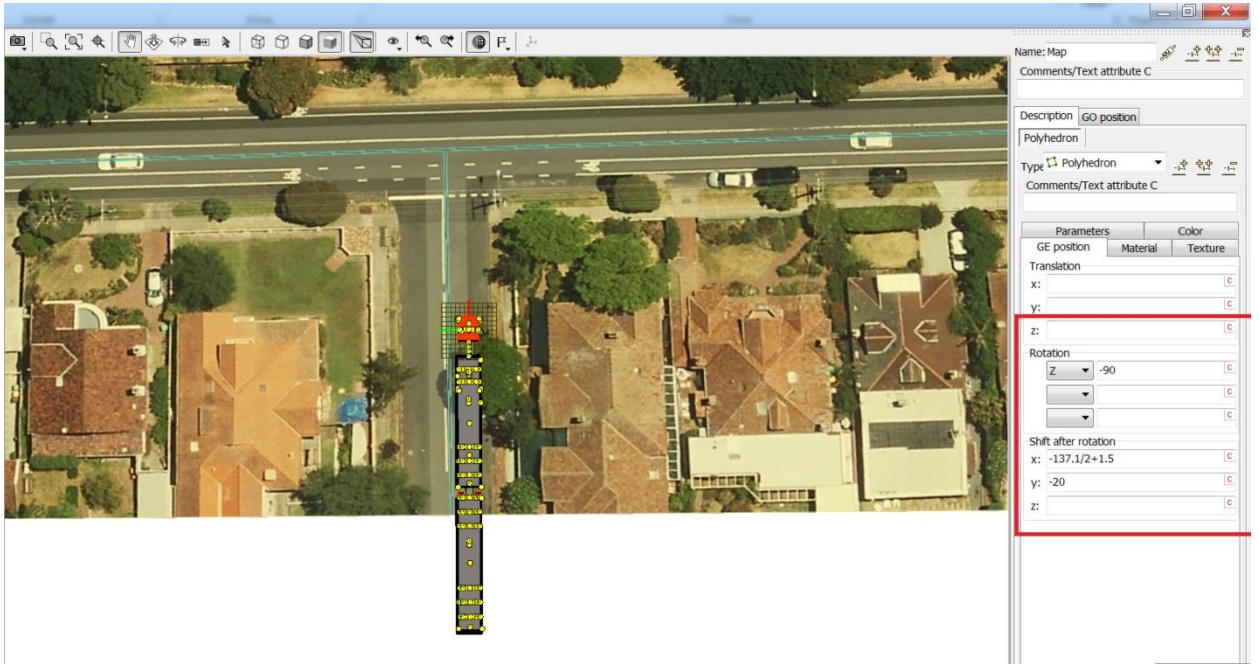 Name: Map
Comments/Text attribute C
Description GO position
Polyhedron
Type Polyhedron
Comments/Text attribute C
Parameters Color
GE position Material Texture
Translation
x: C
y: C
z: C
Rotation
Z -90 C
C
C
Shift after rotation
x: -137.1/2+1.5 C
y: -20 C
z: C